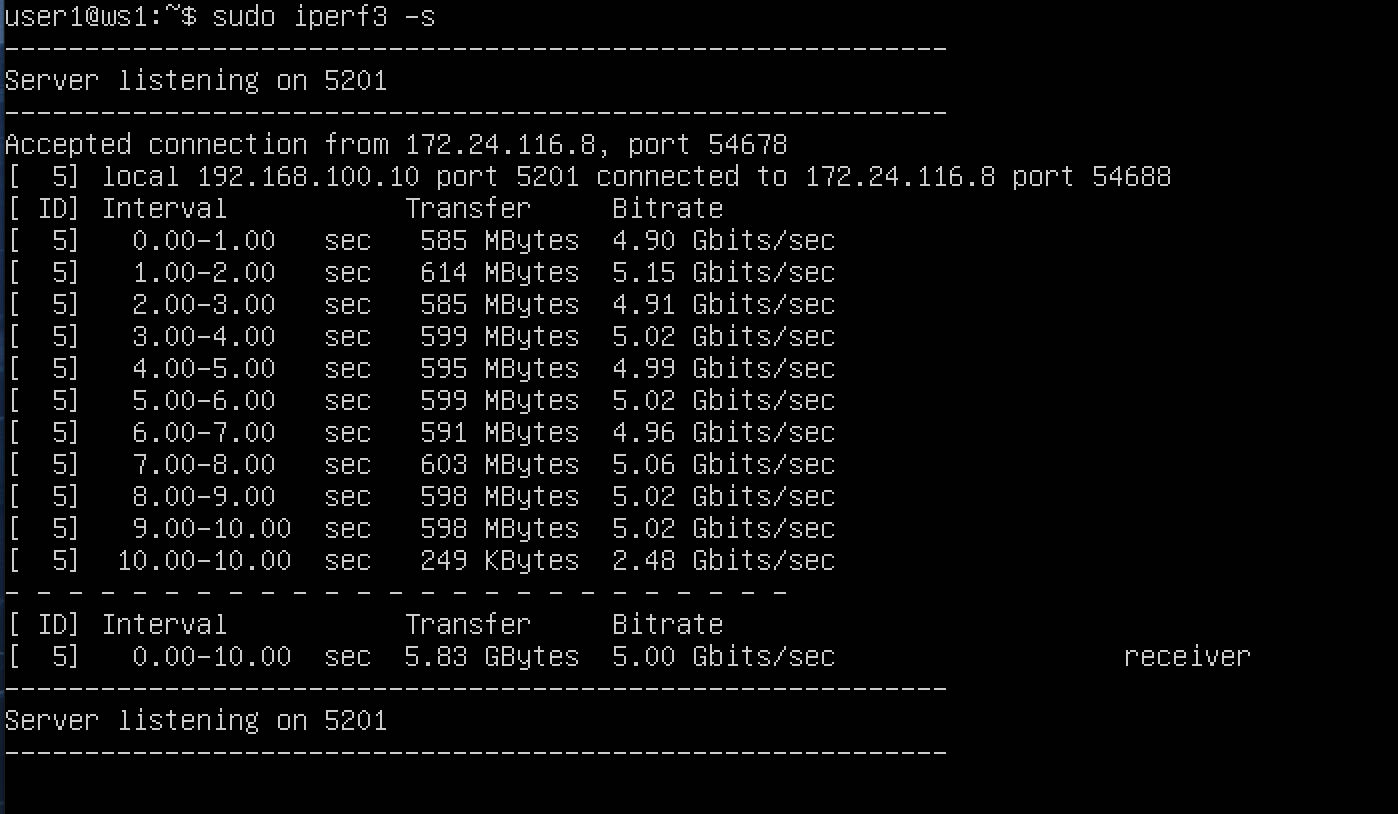 user1@ws1:~$ sudo iperf3 -s
-----------------------------------------------------------
Server listening on 5201
-----------------------------------------------------------
Accepted connection from 172.24.116.8, port 54678
[  5] local 192.168.100.10 port 5201 connected to 172.24.116.8 port 54688
[ ID] Interval           Transfer     Bitrate
[  5]   0.00-1.00   sec   585 MBytes  4.90 Gbits/sec
[  5]   1.00-2.00   sec   614 MBytes  5.15 Gbits/sec
[  5]   2.00-3.00   sec   585 MBytes  4.91 Gbits/sec
[  5]   3.00-4.00   sec   599 MBytes  5.02 Gbits/sec
[  5]   4.00-5.00   sec   595 MBytes  4.99 Gbits/sec
[  5]   5.00-6.00   sec   599 MBytes  5.02 Gbits/sec
[  5]   6.00-7.00   sec   591 MBytes  4.96 Gbits/sec
[  5]   7.00-8.00   sec   603 MBytes  5.06 Gbits/sec
[  5]   8.00-9.00   sec   598 MBytes  5.02 Gbits/sec
[  5]   9.00-10.00  sec   598 MBytes  5.02 Gbits/sec
[  5]  10.00-10.00  sec   249 KBytes  2.48 Gbits/sec
- - - - - - - - - - - - - - - - - - - - - - - - -
[ ID] Interval           Transfer     Bitrate
[  5]   0.00-10.00  sec  5.83 GBytes  5.00 Gbits/sec                  receiver
-----------------------------------------------------------
Server listening on 5201
-----------------------------------------------------------